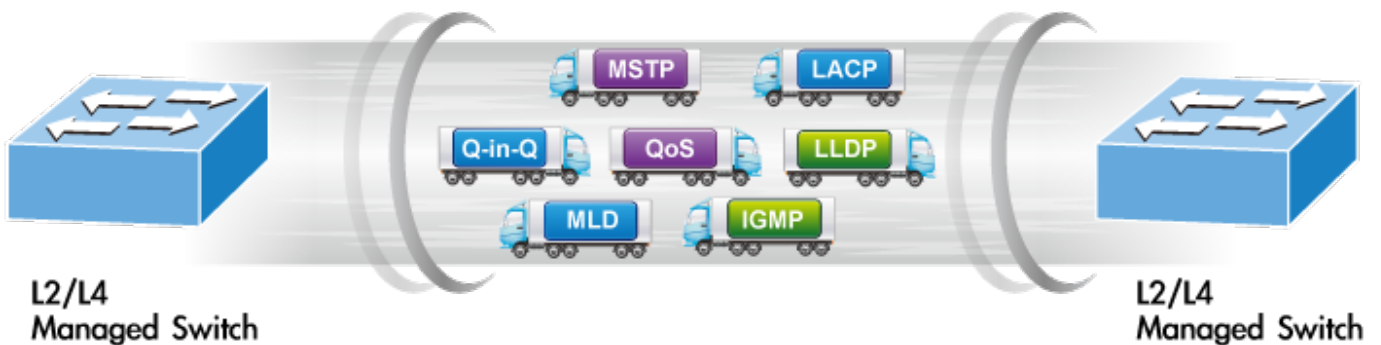 MSTP
LACP
Q-in-Q
QoS
LLDP
MLD
IGMP
L2/L4
Managed Switch
L2/L4
Managed Switch